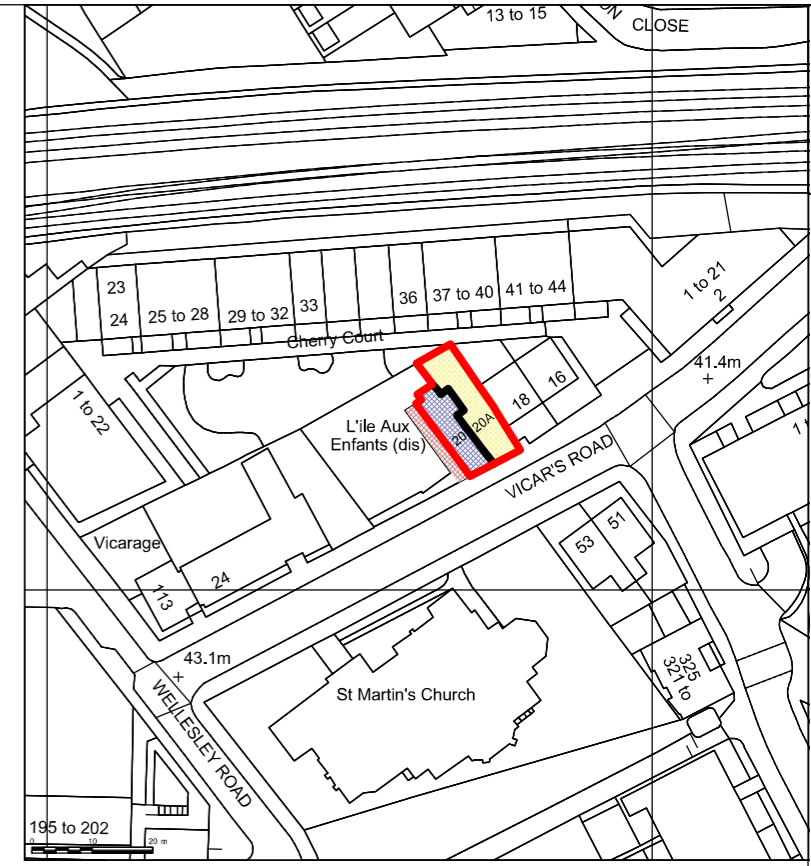 13 to 15
ON
CLOSE
23
24
25 to 28
29 to 32
33
36
37 to 40
41 to 44
1 to 21
2
Cherry Court
41.4m
1 to 22
L'ile Aux
Enfants (dis)
20
20A
18
16
VICAR'S ROAD
Vicarage
113
24
53
51
43.1m
WELLESLEY ROAD
St Martin's Church
325
321 to
195 to 202
0 10 20 m